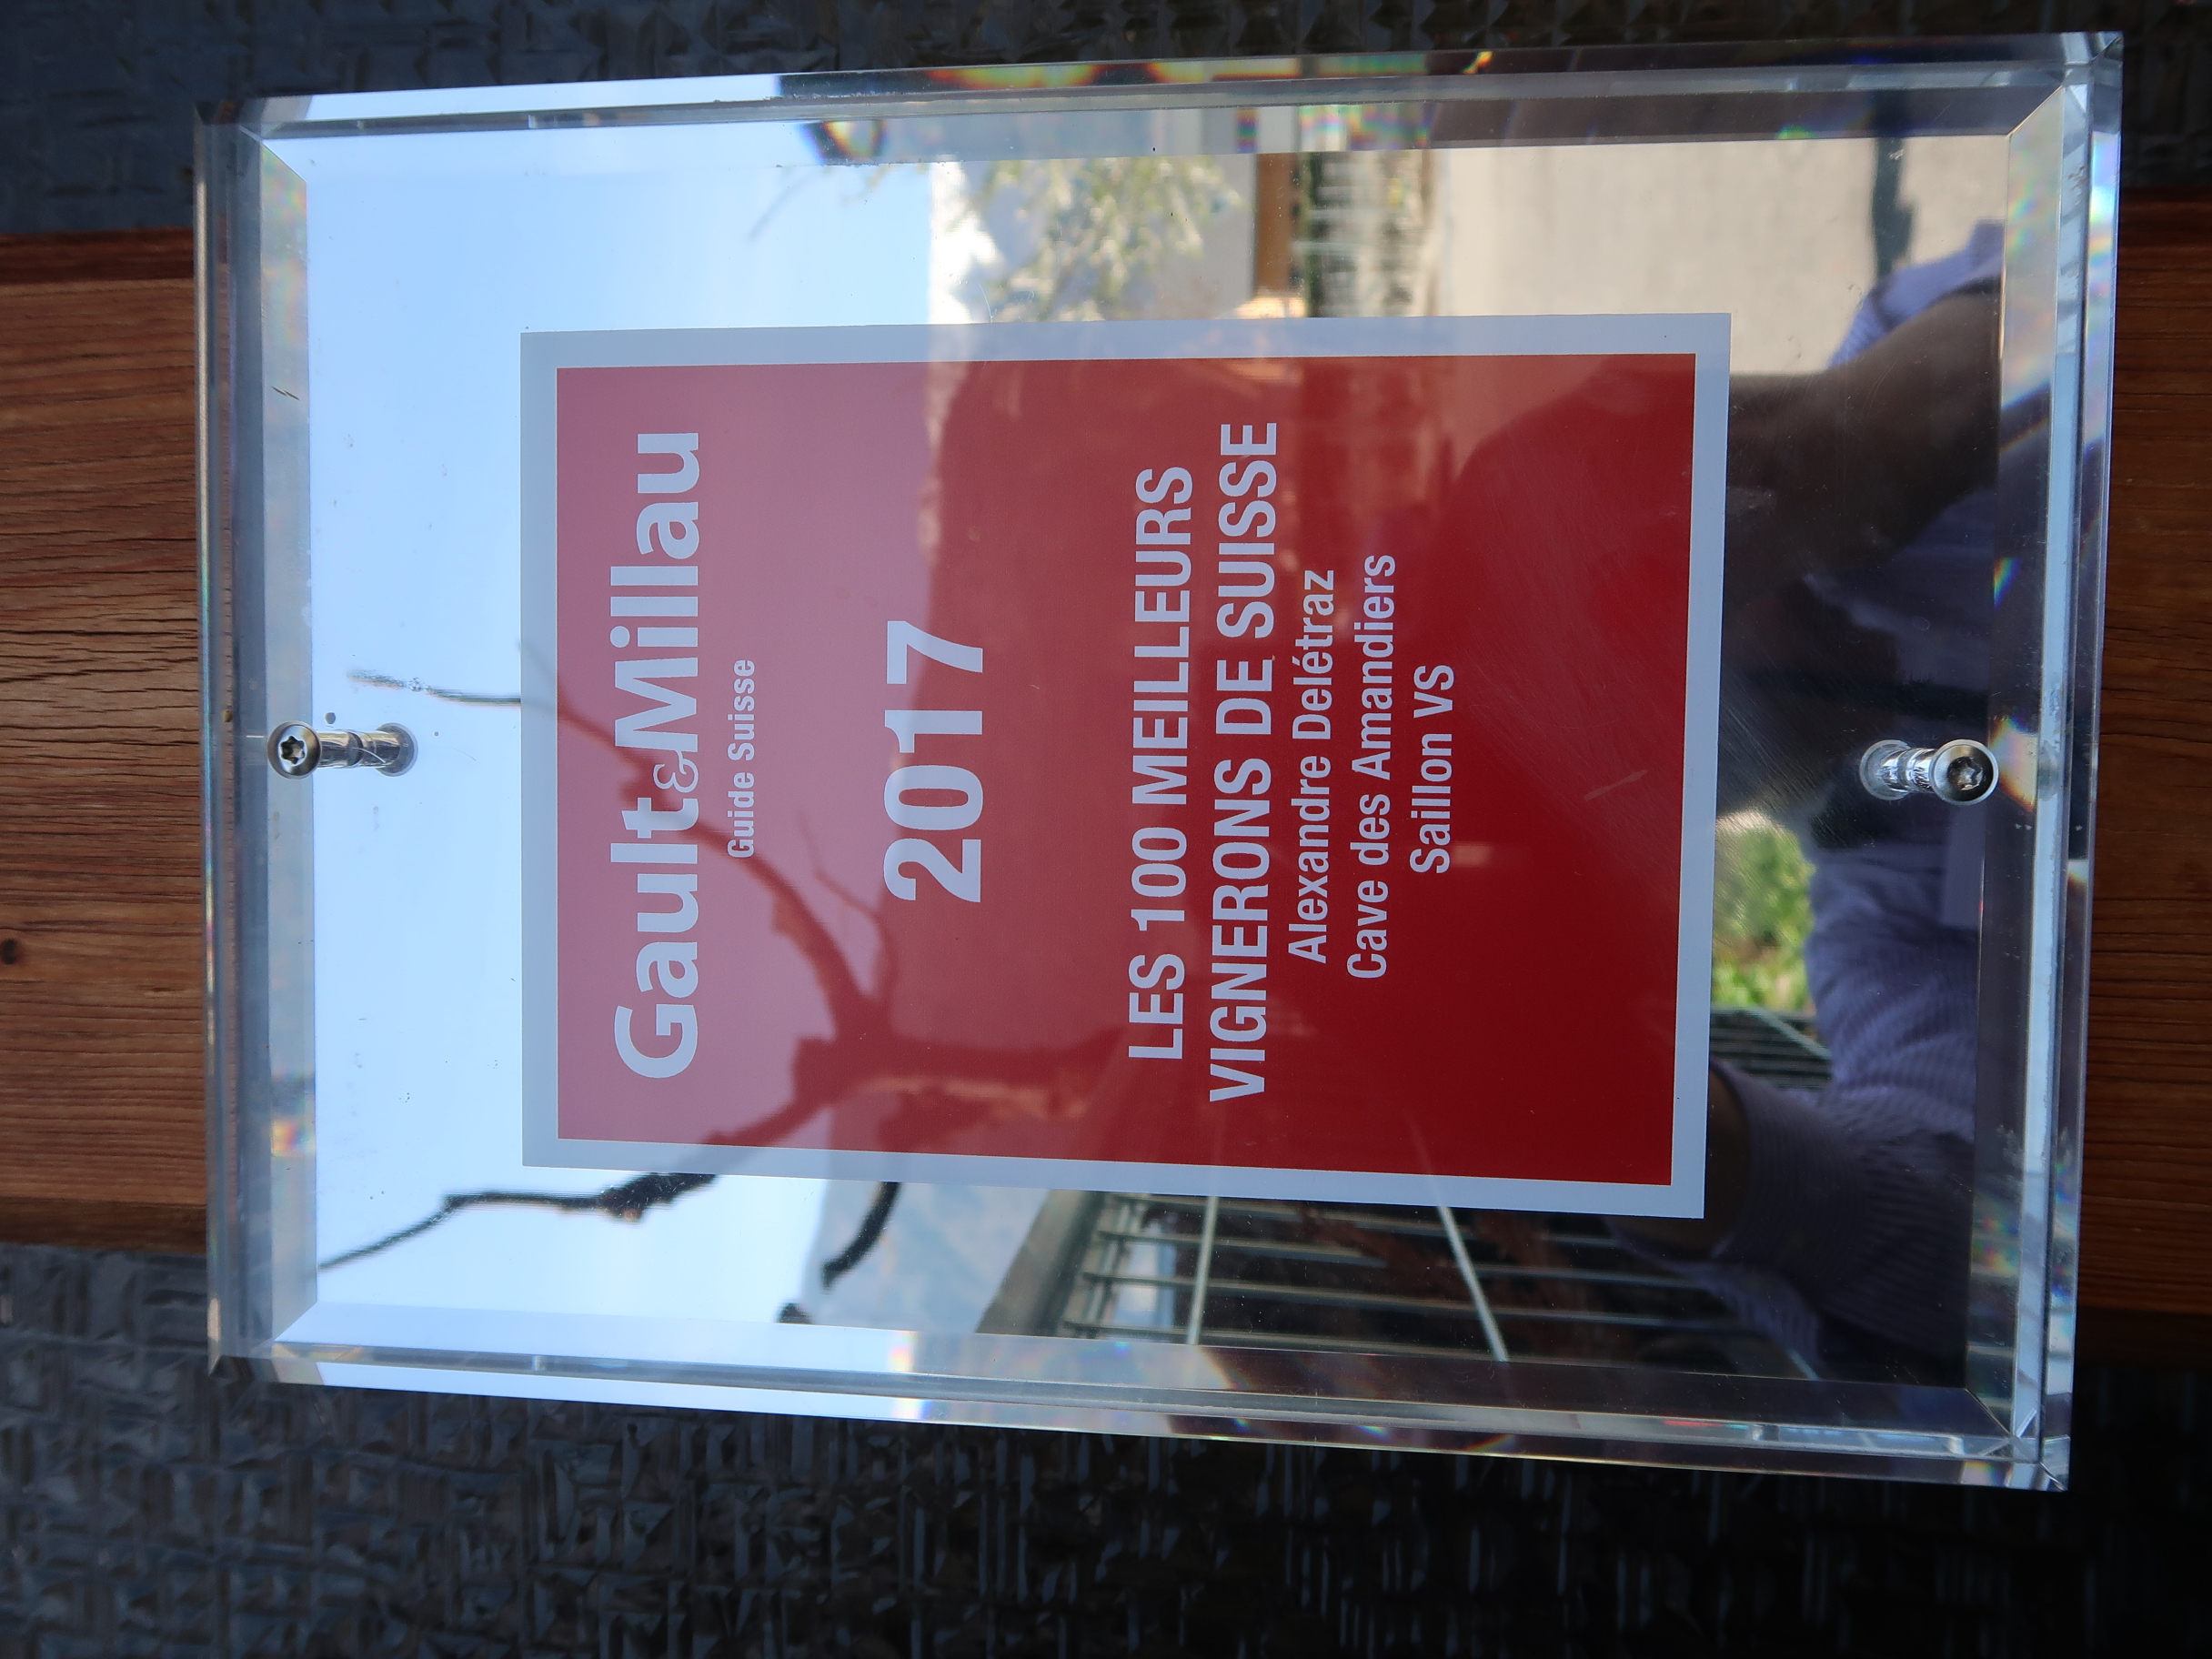 Gault&Millau
Guide Suisse
2017
LES 100 MEILLEURS
VIGNERONS DE SUISSE
Alexandre Delétraz
Cave des Amandiers
Saillon VS